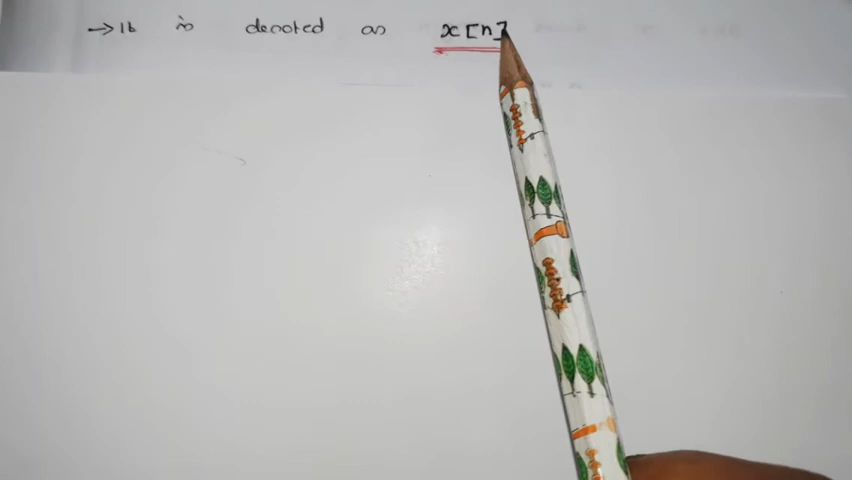 → It is denoted as x[n]